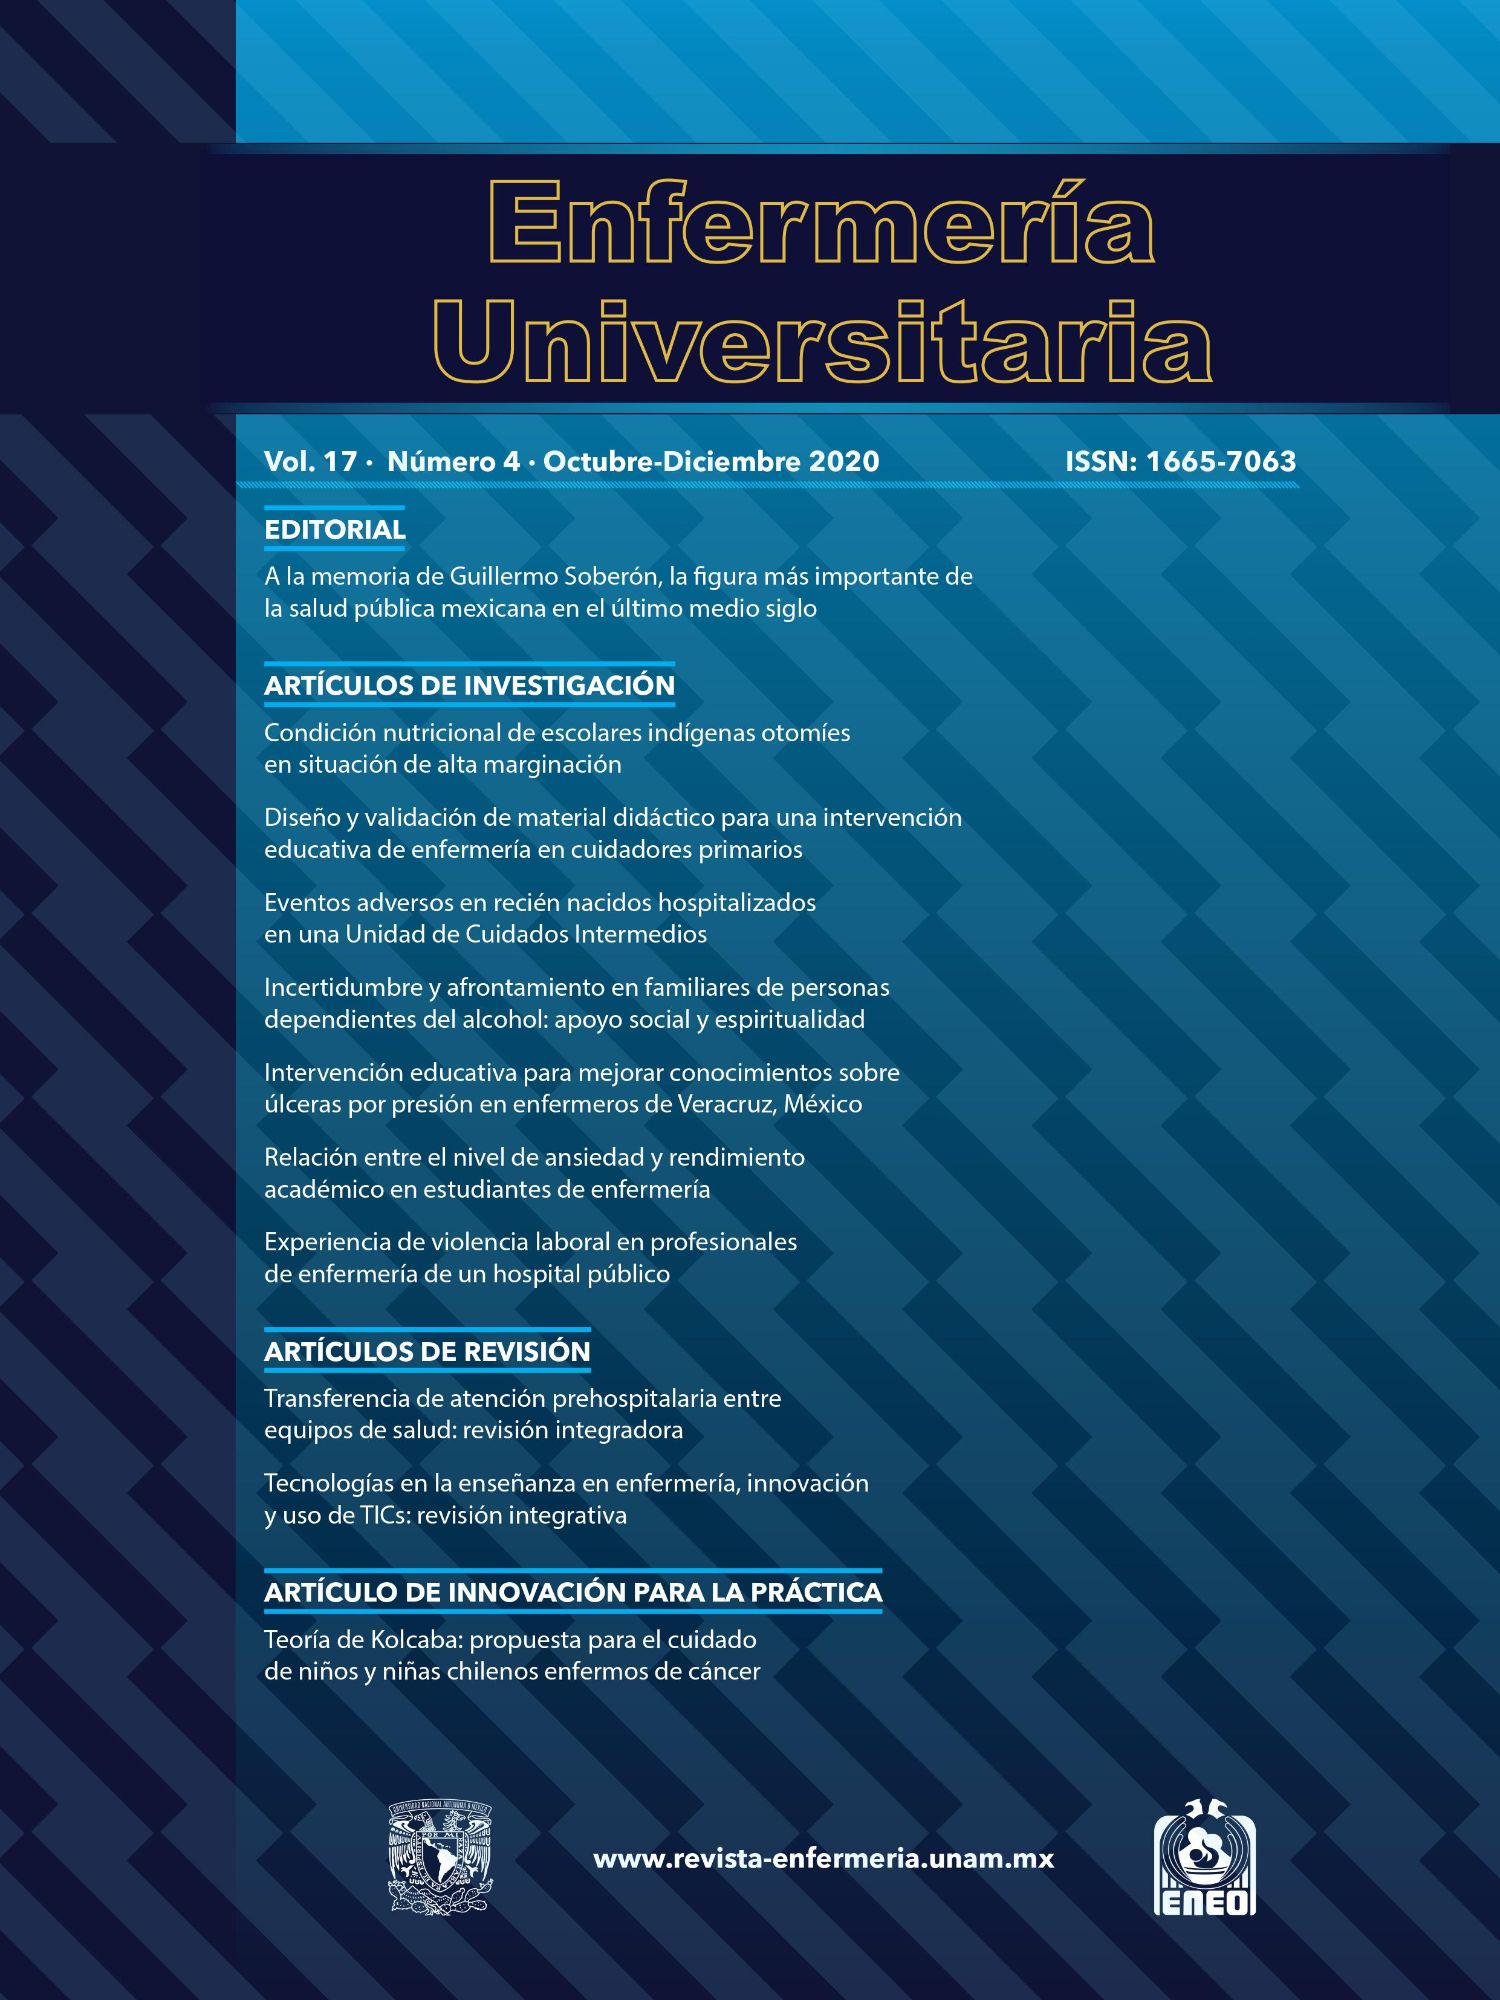 Enfermería
Universitaria
Vol. 17 · Número 4 · Octubre-Diciembre 2020 ISSN: 1665-7063
EDITORIAL
A la memoria de Guillermo Soberón, la figura más importante de
la salud pública mexicana en el último medio siglo
ARTÍCULOS DE INVESTIGACIÓN
Condición nutricional de escolares indígenas otomíes
en situación de alta marginación
Diseño y validación de material didáctico para una intervención
educativa de enfermería en cuidadores primarios
Eventos adversos en recién nacidos hospitalizados
en una Unidad de Cuidados Intermedios
Incertidumbre y afrontamiento en familiares de personas
dependientes del alcohol: apoyo social y espiritualidad
Intervención educativa para mejorar conocimientos sobre
úlceras por presión en enfermeros de Veracruz, México
Relación entre el nivel de ansiedad y rendimiento
académico en estudiantes de enfermería
Experiencia de violencia laboral en profesionales
de enfermería de un hospital público
ARTÍCULOS DE REVISIÓN
Transferencia de atención prehospitalaria entre
equipos de salud: revisión integradora
Tecnologías en la enseñanza en enfermería, innovación
y uso de TICs: revisión integrativa
ARTÍCULO DE INNOVACIÓN PARA LA PRÁCTICA
Teoría de Kolcaba: propuesta para el cuidado
de niños y niñas chilenos enfermos de cáncer
www.revista-enfermeria.unam.mx
ENEO